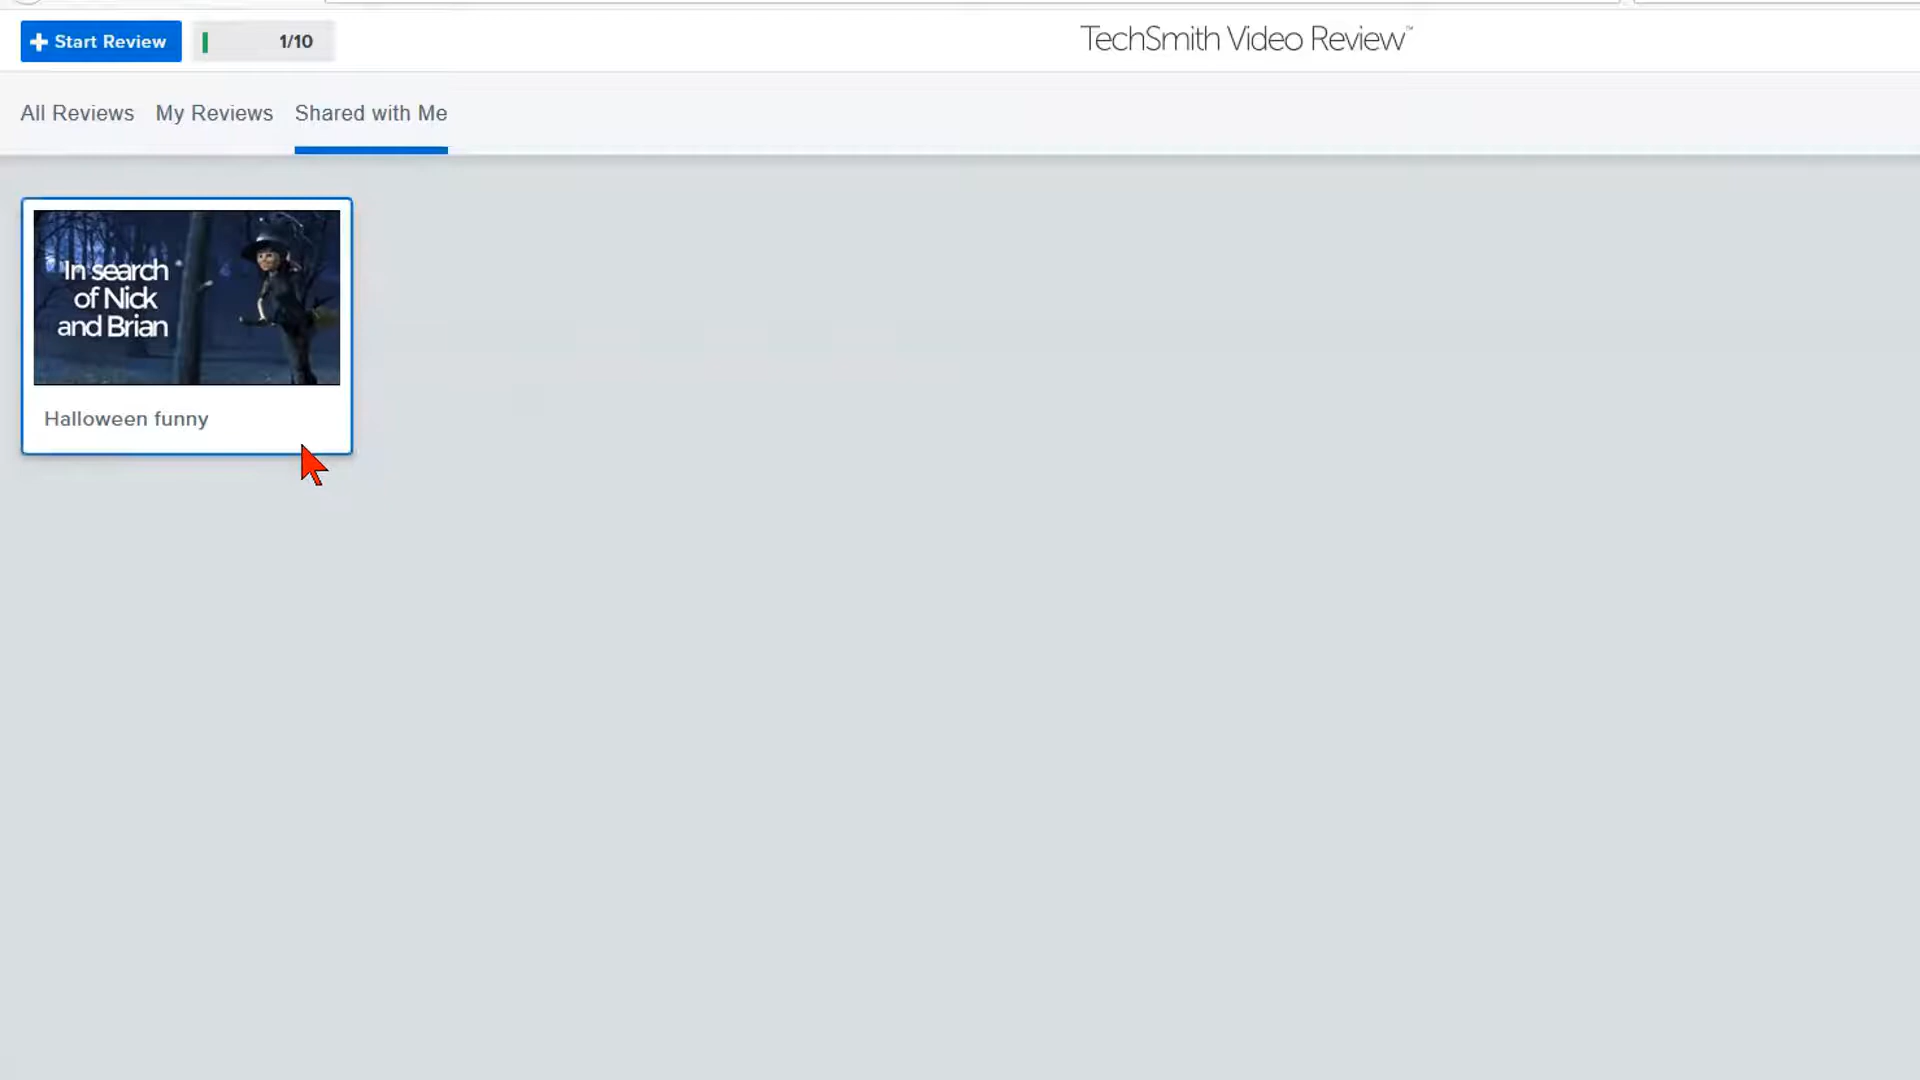 Start Review
1/10
TechSmith Video Review™
All Reviews
My Reviews
Shared with Me
In search
of Nick
and Brian
Halloween funny